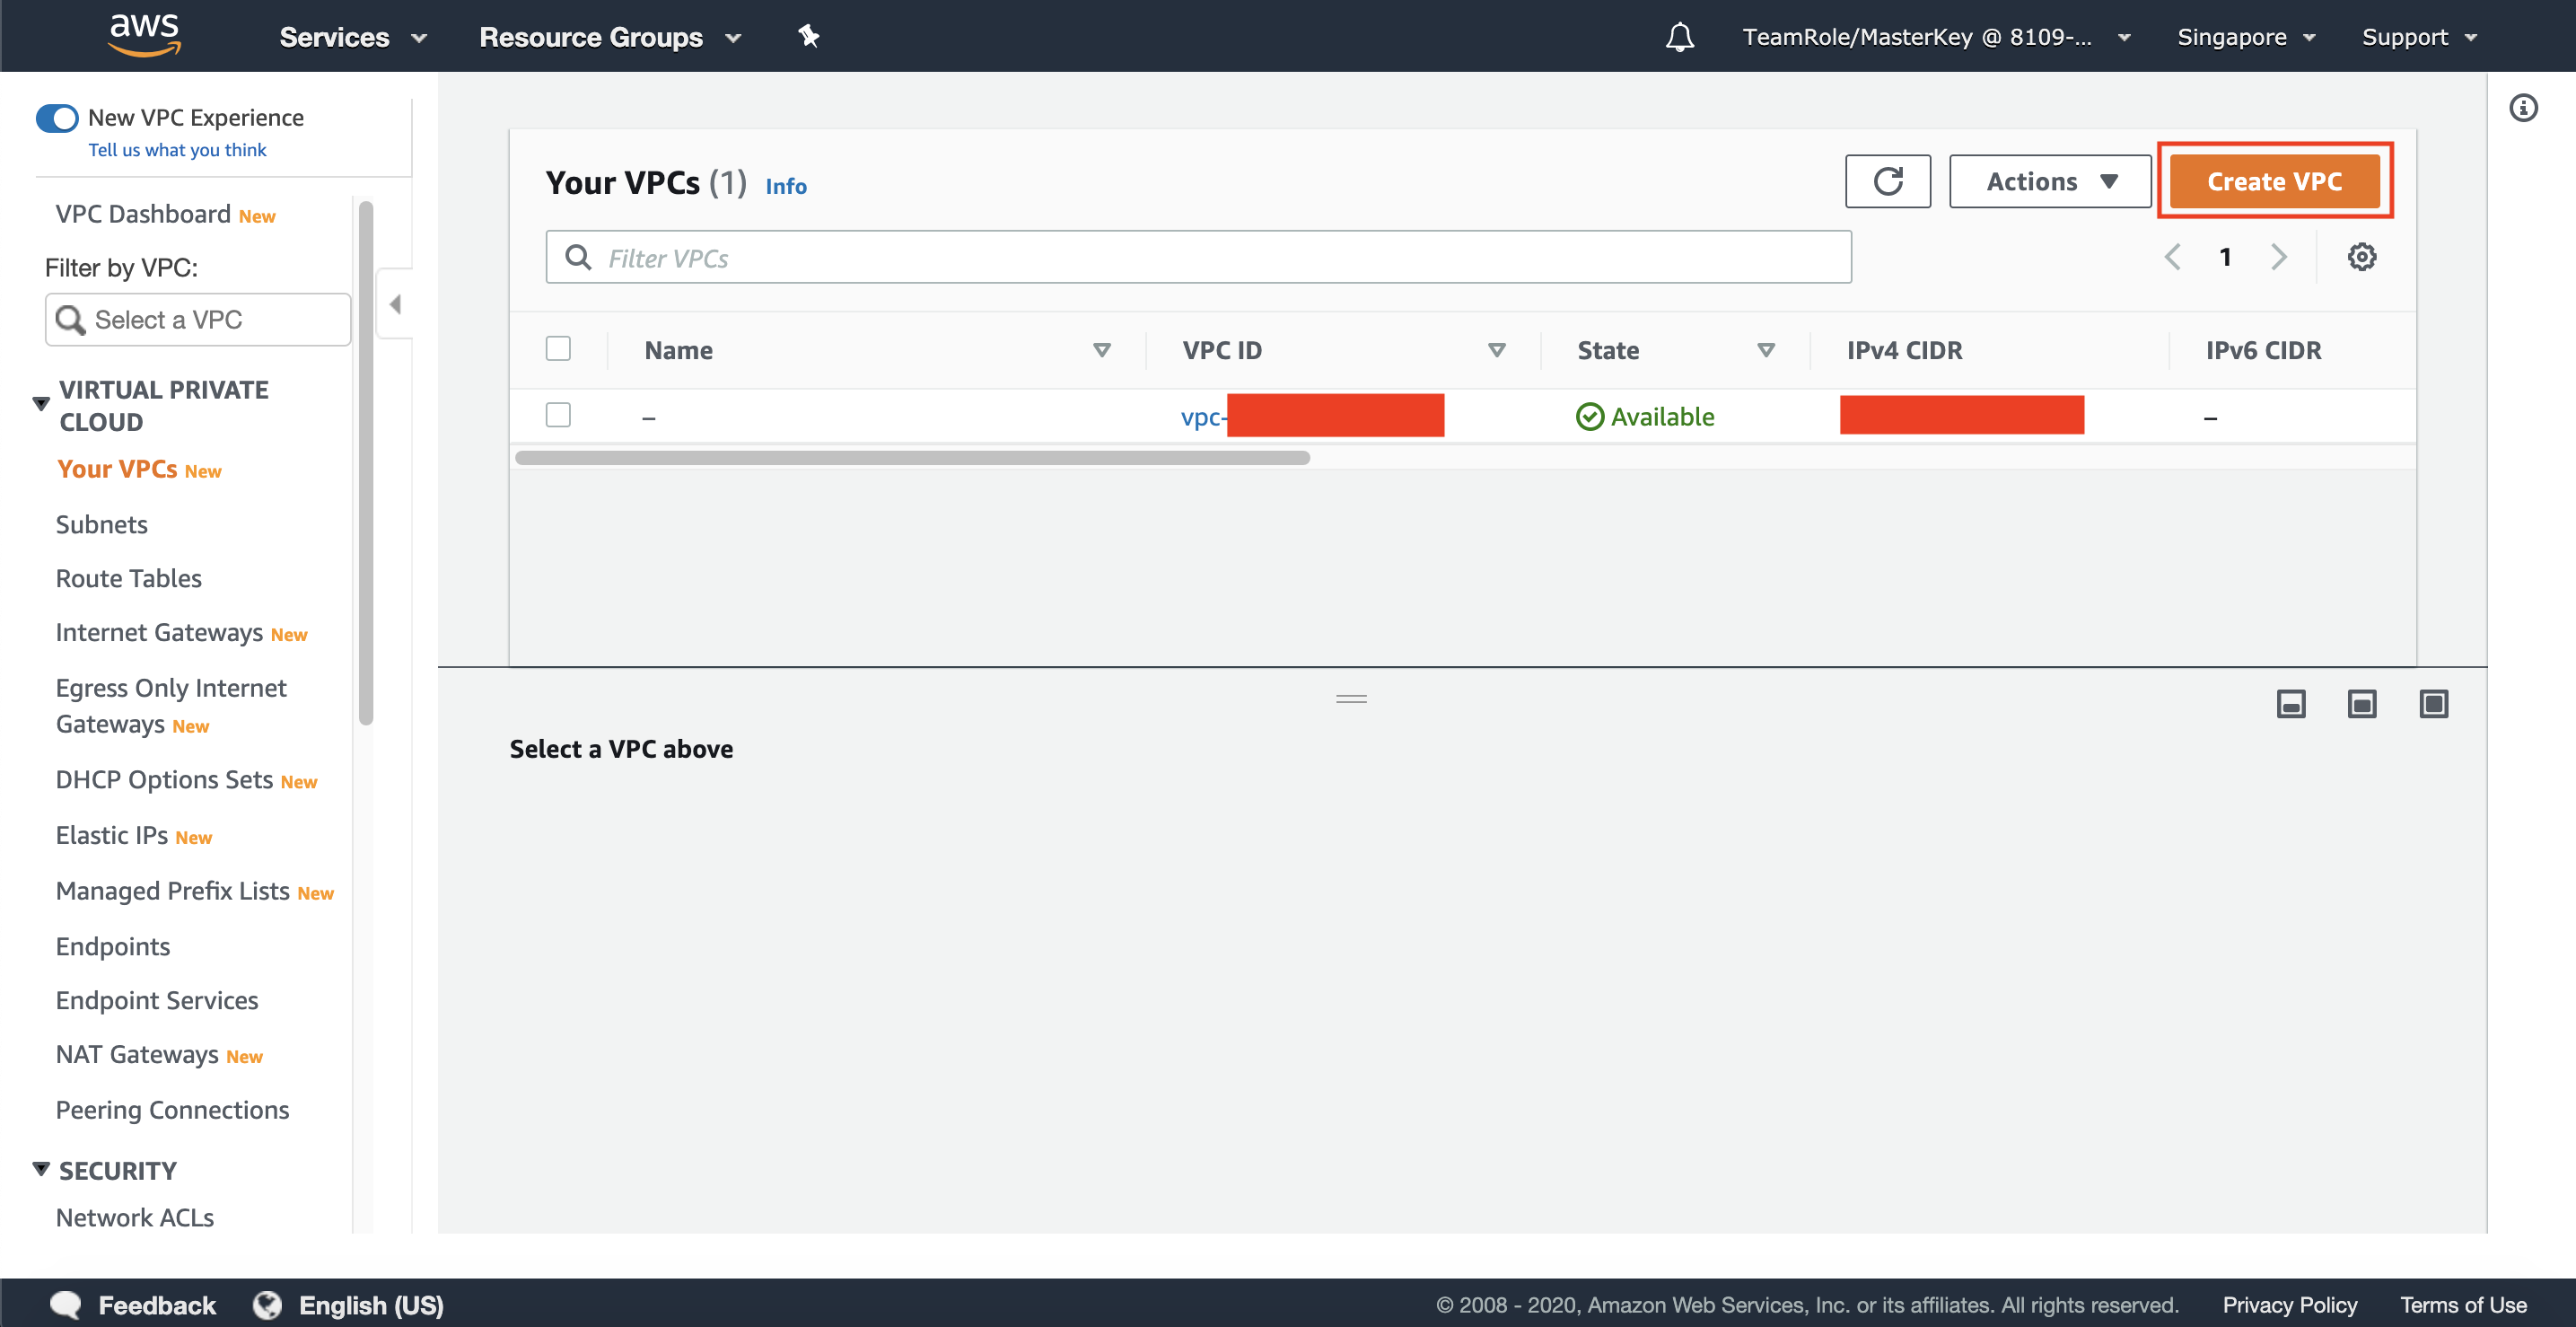 aws Services Resource Groups TeamRole/MasterKey @ 8109-... Singapore Support
New VPC Experience
Tell us what you think
VPC Dashboard New
Filter by VPC:
Select a VPC
VIRTUAL PRIVATE
CLOUD
Your VPCs New
Subnets
Route Tables
Internet Gateways New
Egress Only Internet
Gateways New
DHCP Options Sets New
Elastic IPs New
Managed Prefix Lists New
Endpoints
Endpoint Services
NAT Gateways New
Peering Connections
SECURITY
Network ACLs
Your VPCs (1) Info
Actions
Create VPC
Filter VPCs
1
Name VPC ID State IPv4 CIDR IPv6 CIDR
– vpc- Available –
Select a VPC above
Feedback English (US) © 2008 - 2020, Amazon Web Services, Inc. or its affiliates. All rights reserved. Privacy Policy Terms of Use